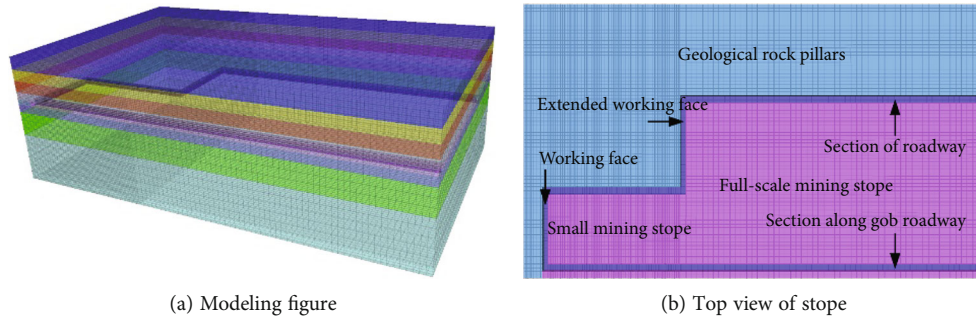 Geological rock pillars
Extended working face
Section of roadway
Working face
Full-scale mining stope
Small mining stope
Section along gob roadway
(a) Modeling figure
(b) Top view of stope